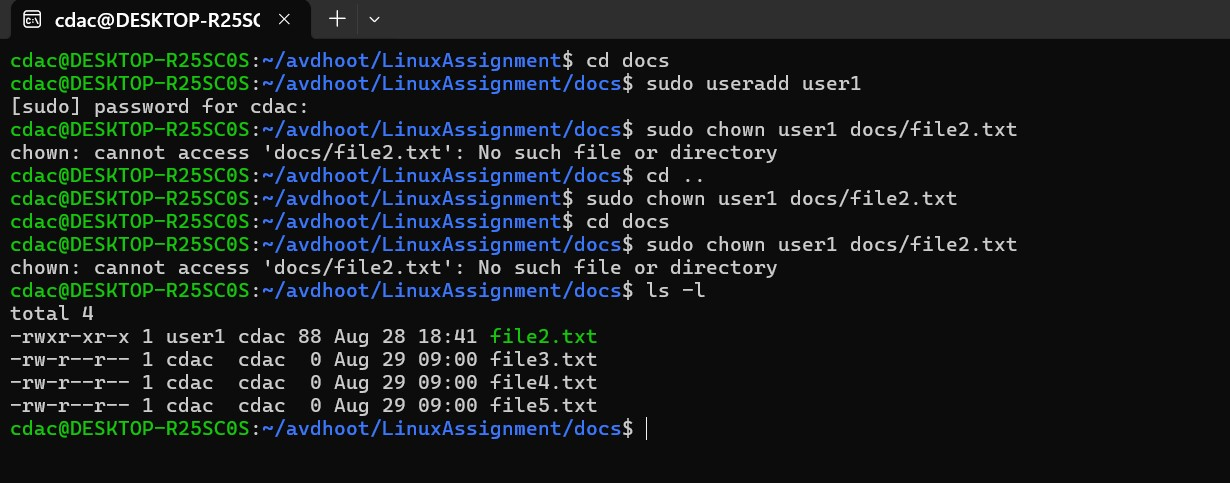 cdac@DESKTOP-R25SC
cdac@DESKTOP-R25SC0S:~/avdhoot/LinuxAssignment$ cd docs
cdac@DESKTOP-R25SC0S:~/avdhoot/LinuxAssignment/docs$ sudo useradd user1
[sudo] password for cdac:
cdac@DESKTOP-R25SC0S:~/avdhoot/LinuxAssignment/docs$ sudo chown user1 docs/file2.txt
chown: cannot access 'docs/file2.txt': No such file or directory
cdac@DESKTOP-R25SC0S:~/avdhoot/LinuxAssignment/docs$ cd ..
cdac@DESKTOP-R25SC0S:~/avdhoot/LinuxAssignment$ sudo chown user1 docs/file2.txt
cdac@DESKTOP-R25SC0S:~/avdhoot/LinuxAssignment$ cd docs
cdac@DESKTOP-R25SC0S:~/avdhoot/LinuxAssignment/docs$ sudo chown user1 docs/file2.txt
chown: cannot access 'docs/file2.txt': No such file or directory
cdac@DESKTOP-R25SC0S:~/avdhoot/LinuxAssignment/docs$ ls -l
total 4
-rwxr-xr-x 1 user1 cdac 88 Aug 28 18:41 file2.txt
-rw-r--r-- 1 cdac  cdac  0 Aug 29 09:00 file3.txt
-rw-r--r-- 1 cdac  cdac  0 Aug 29 09:00 file4.txt
-rw-r--r-- 1 cdac  cdac  0 Aug 29 09:00 file5.txt
cdac@DESKTOP-R25SC0S:~/avdhoot/LinuxAssignment/docs$